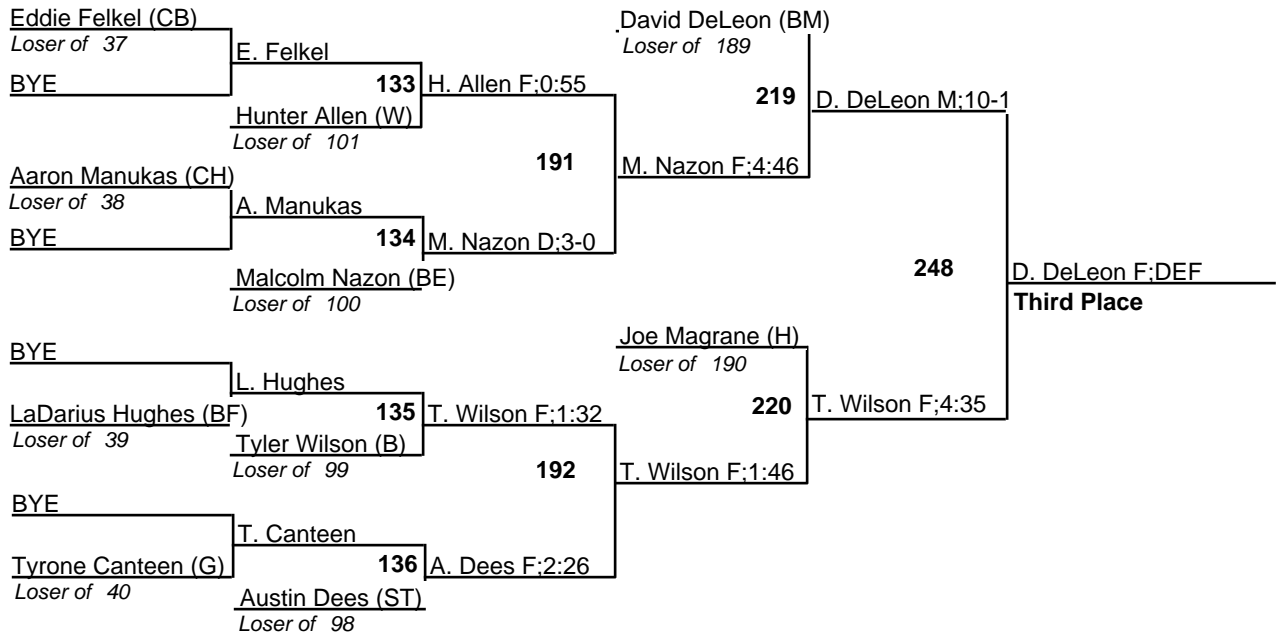 Eddie Felkel (CB)
Loser of 37
E. Felkel
BYE
133
H. Allen F;0:55
Hunter Allen (W)
Loser of 101
191
Aaron Manukas (CH)
Loser of 38
A. Manukas
BYE
134
M. Nazon D;3-0
Malcolm Nazon (BE)
Loser of 100
David DeLeon (BM)
Loser of 189
219
D. DeLeon M;10-1
M. Nazon F;4:46
248
D. DeLeon F;DEF
Third Place
BYE
L. Hughes
LaDarius Hughes (BF)
Loser of 39
135
T. Wilson F;1:32
Tyler Wilson (B)
Loser of 99
192
BYE
T. Canteen
Tyrone Canteen (G)
Loser of 40
136
A. Dees F;2:26
Austin Dees (ST)
Loser of 98
Joe Magrane (H)
Loser of 190
220
T. Wilson F;4:35
T. Wilson F;1:46